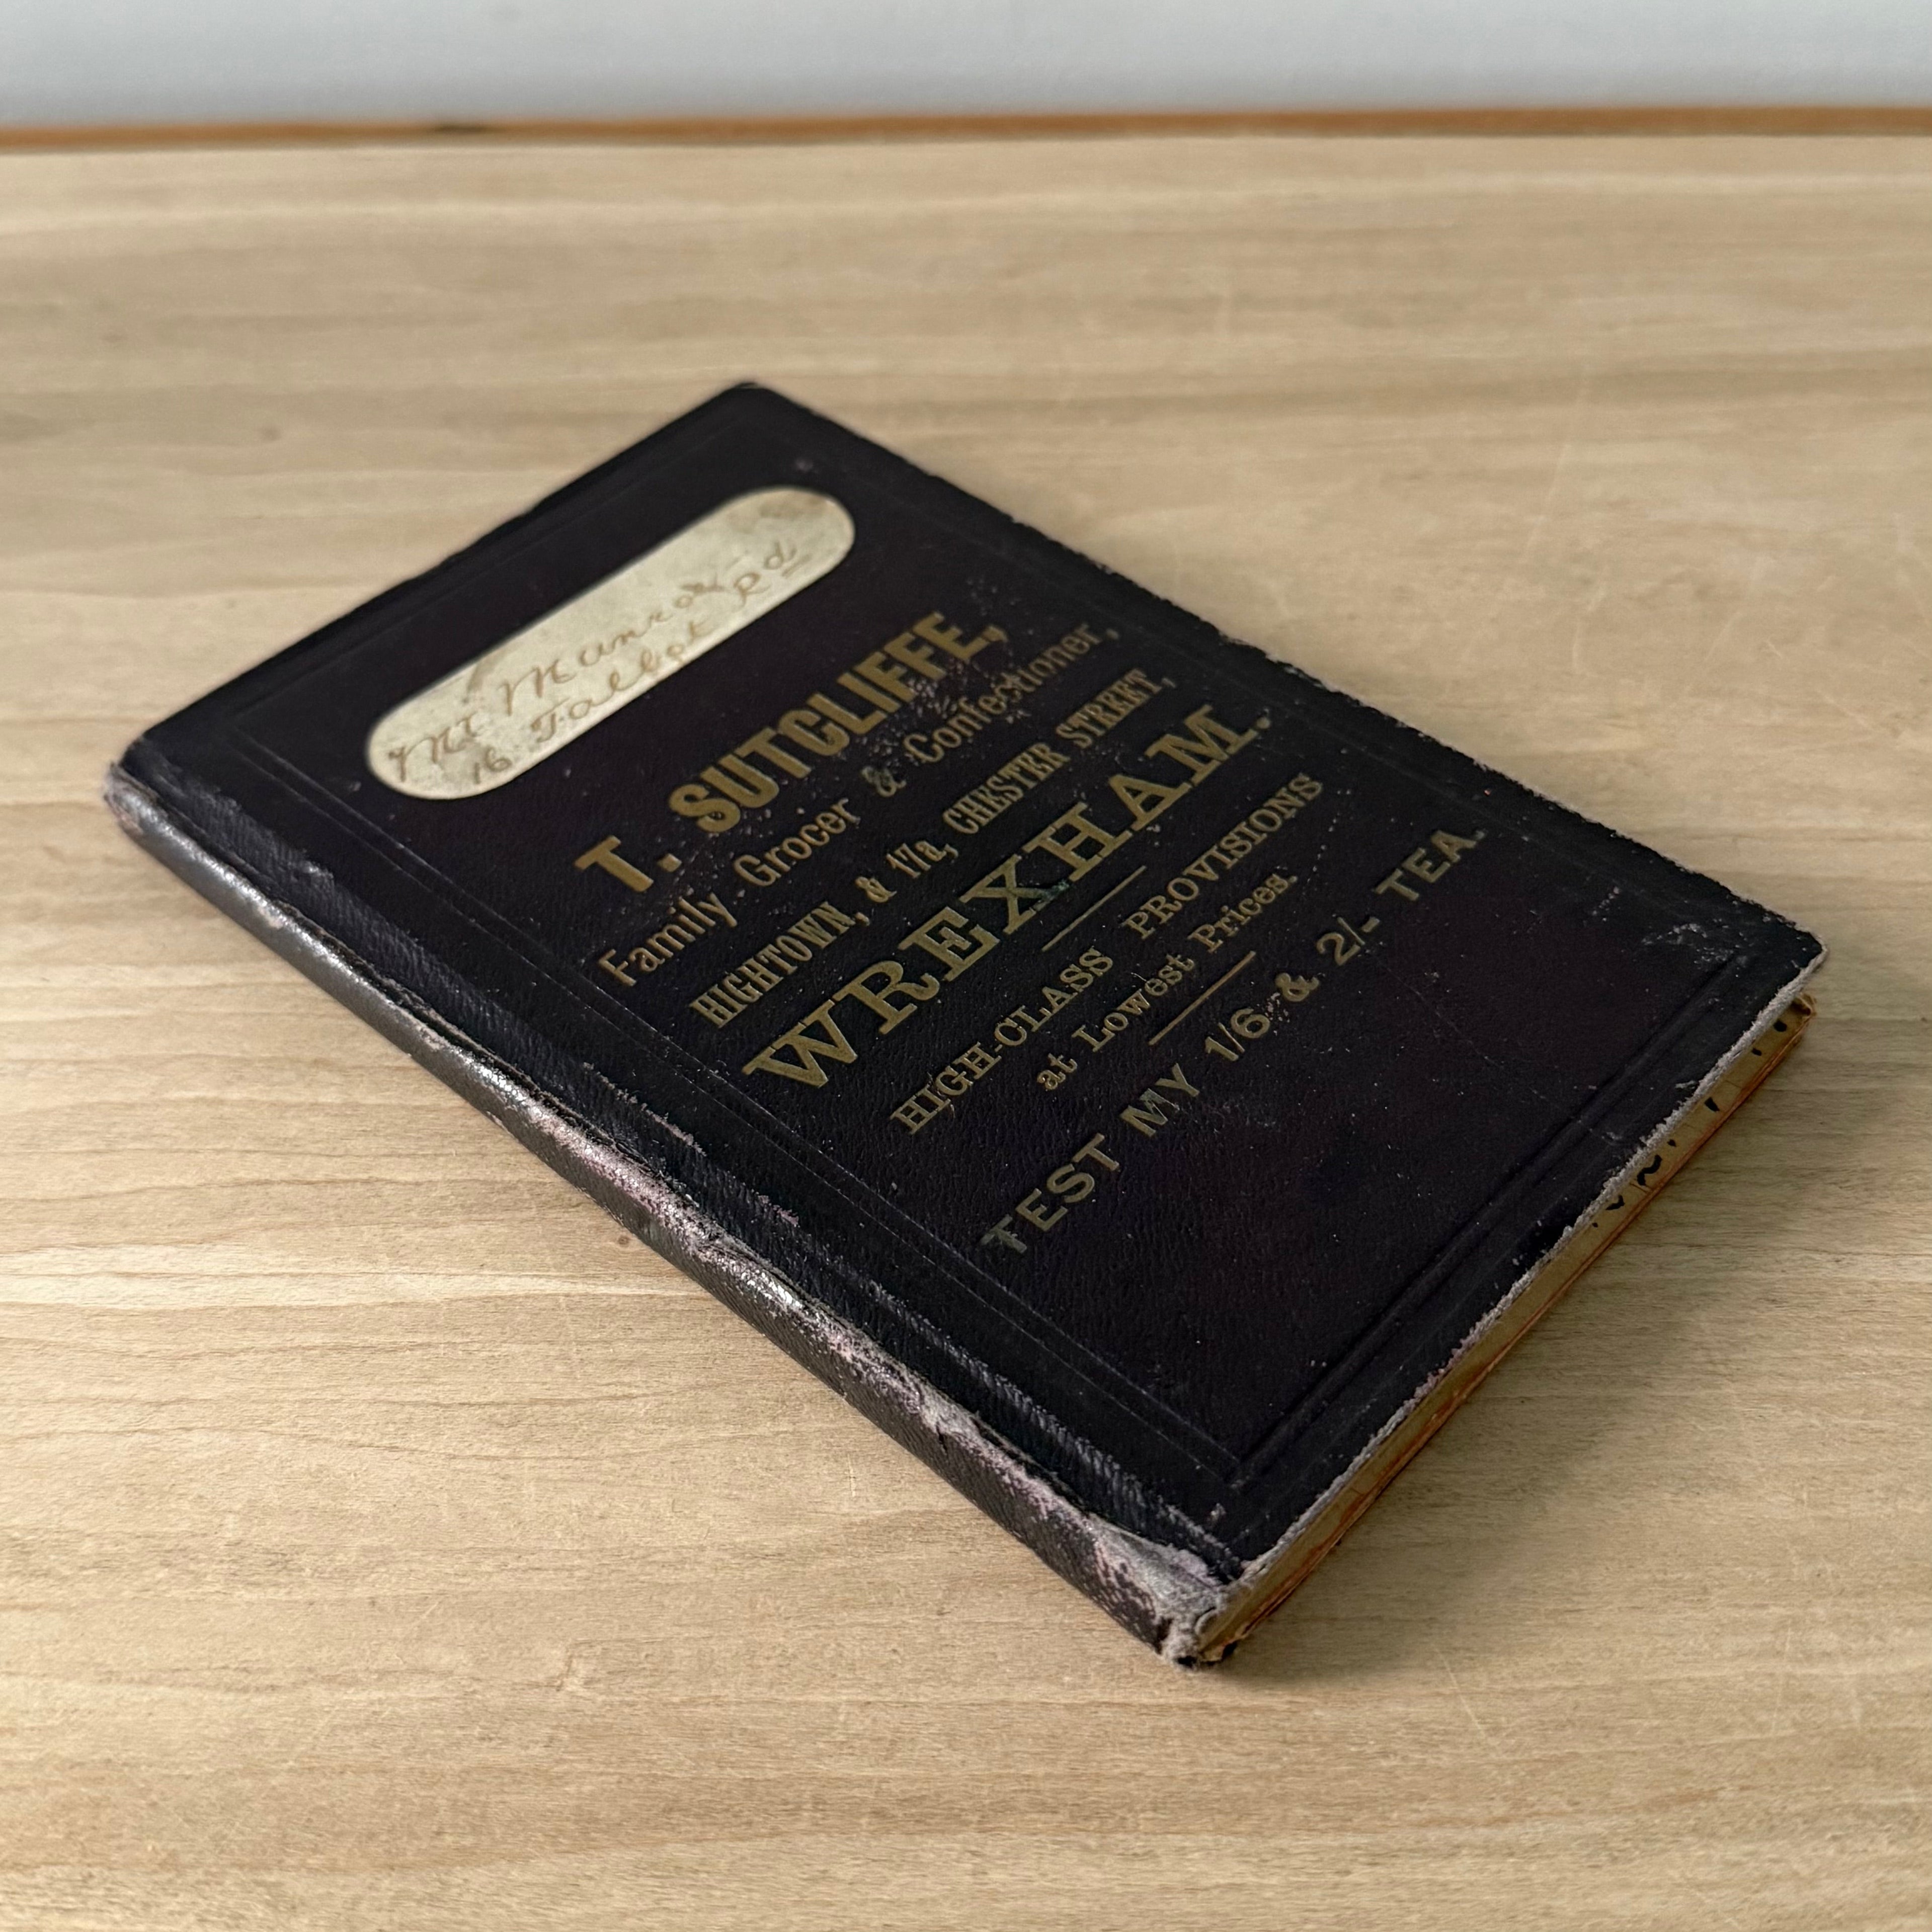 Mr
16 Talbot Rd
T. SUTCLIFFE,
Family Grocer & Confectioner,
HIGHTOWN, & 17a, CHESTER STREET,
WREXHAM.
HIGH-CLASS PROVISIONS
at Lowest Prices.
TEST MY 1/6 & 2/- TEA.